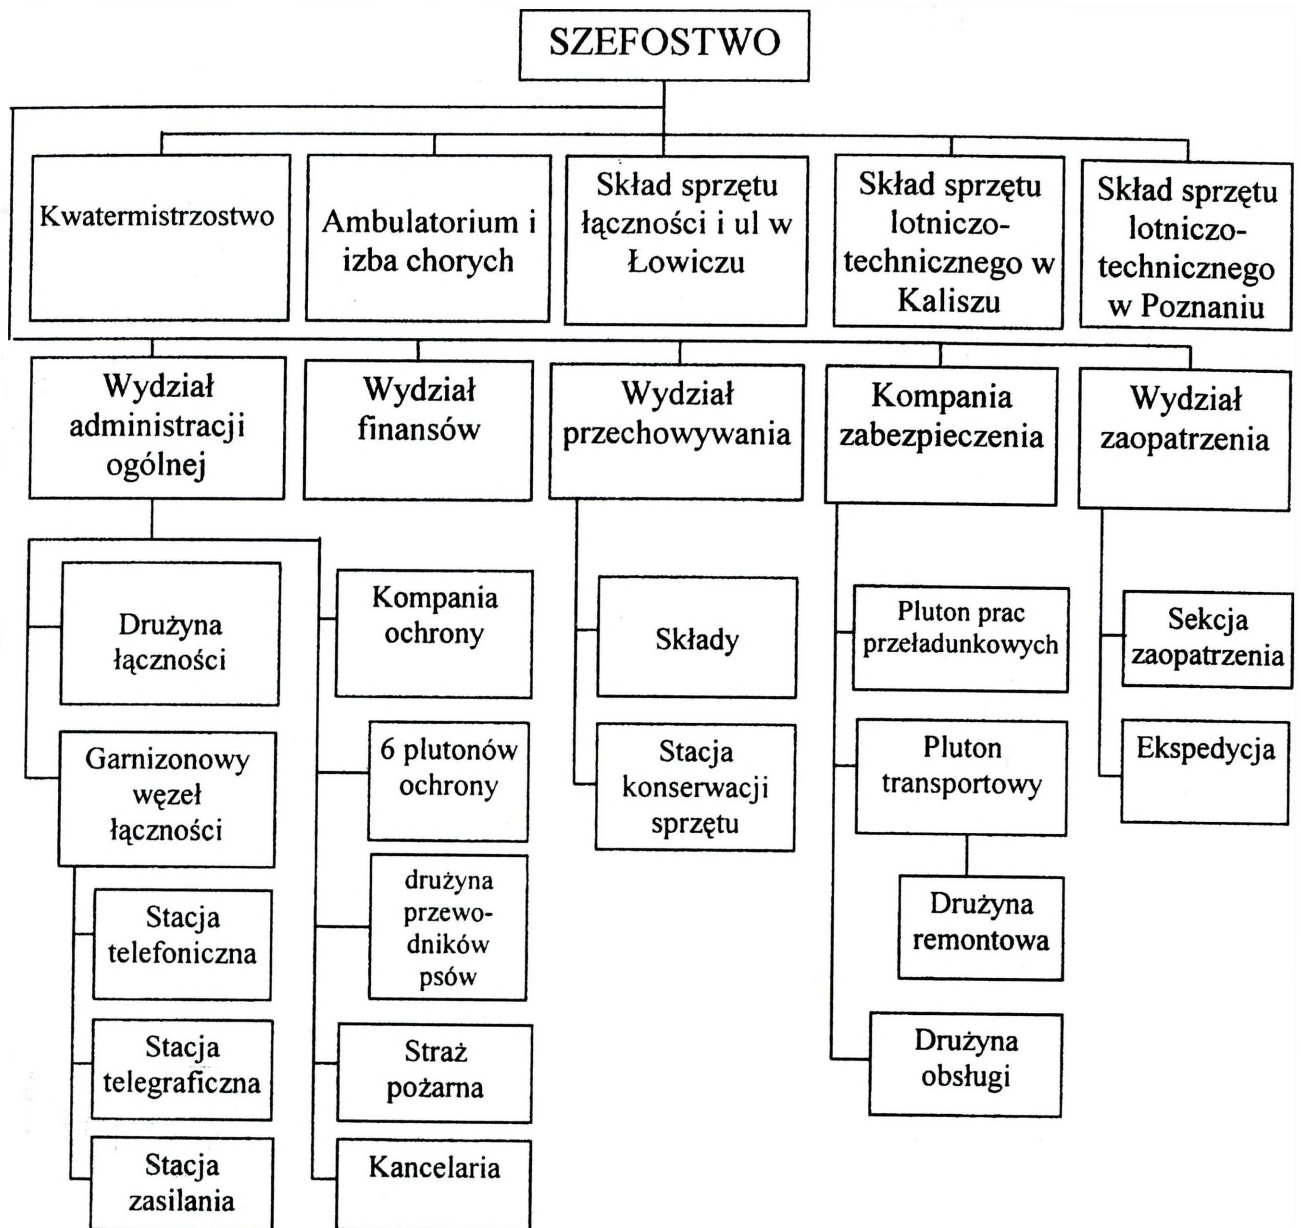 SZEFOSTWO
Kwatermistrzostwo
Ambulatorium i
izba chorych
Skład sprzętu
łączności i ul w
Łowiczu
Skład sprzętu
lotniczo-
technicznego w
Kaliszu
Skład sprzętu
lotniczo-
technicznego
w Poznaniu
Wydział
administracji
ogólnej
Wydział
finansów
Wydział
przechowywania
Kompania
zabezpieczenia
Wydział
zaopatrzenia
Drużyna
łączności
Garnizonowy
węzeł
łączności
Stacja
telefoniczna
Stacja
telegraficzna
Stacja
zasilania
Kompania
ochrony
6 plutonów
ochrony
drużyna
przewo-
dników
psów
Straż
pożarna
Kancelaria
Składy
Stacja
konserwacji
sprzętu
Pluton prac
przeładunkowych
Pluton
transportowy
Drużyna
remontowa
Drużyna
obsługi
Sekcja
zaopatrzenia
Ekspedycja